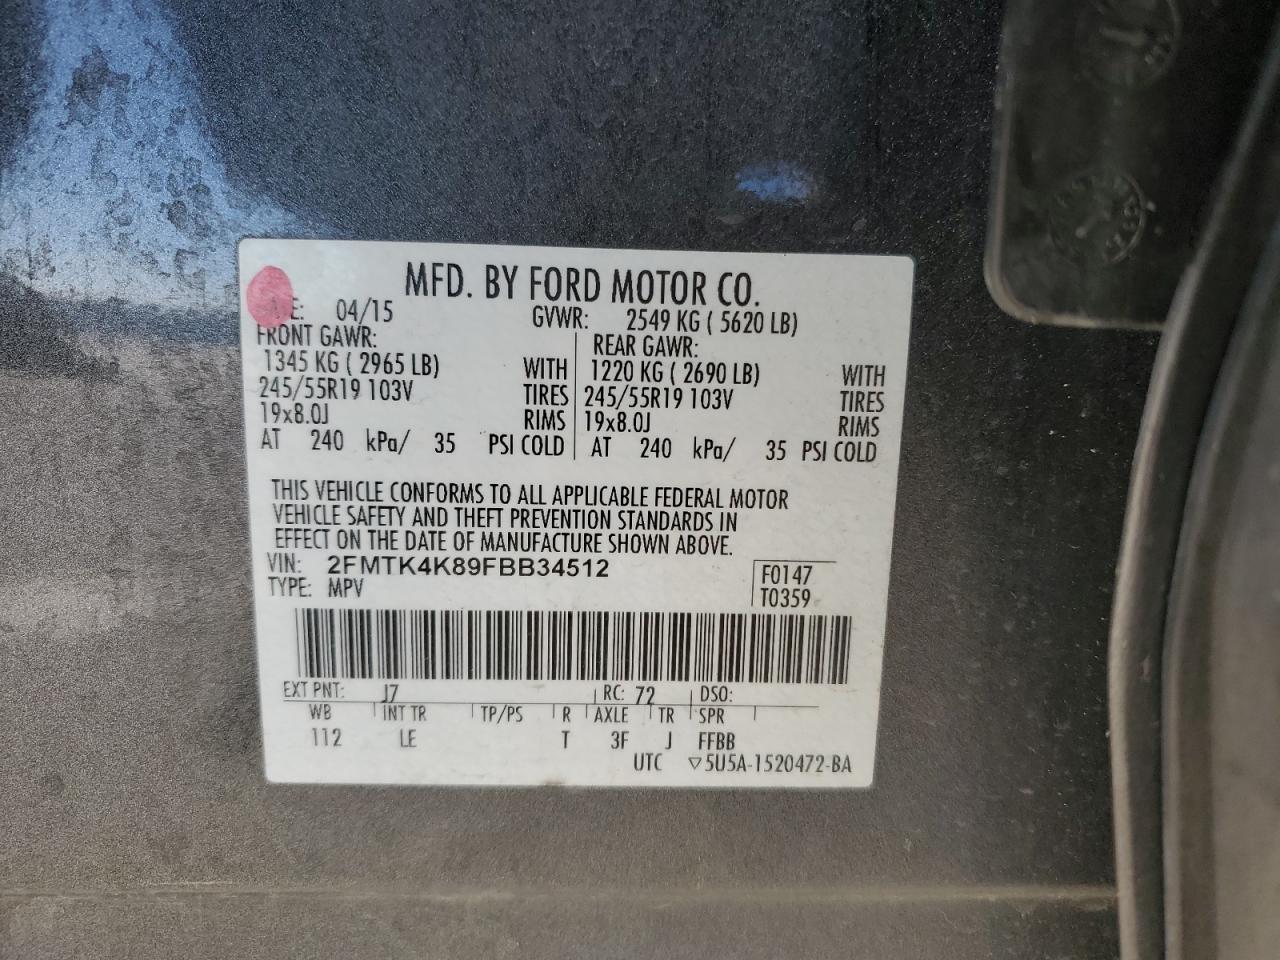 MFD. BY FORD MOTOR CO.
04/15 GVWR: 2549 KG ( 5620 LB)
FRONT GAWR: REAR GAWR:
1345 KG ( 2965 LB) WITH 1220 KG ( 2690 LB) WITH
245/55R19 103V TIRES 245/55R19 103V TIRES
19x8.0J RIMS 19x8.0J RIMS
AT 240 kPa/ 35 PSI COLD AT 240 kPa/ 35 PSI COLD
THIS VEHICLE CONFORMS TO ALL APPLICABLE FEDERAL MOTOR
VEHICLE SAFETY AND THEFT PREVENTION STANDARDS IN
EFFECT ON THE DATE OF MANUFACTURE SHOWN ABOVE.
VIN: 2FMTK4K89FBB34512 F0147
TYPE: MPV T0359
EXT PNT: J7 RC: 72 DSO:
WB INT TR TP/PS R AXLE TR SPR
112 LE T 3F J FFBB
UTC ▽5U5A-1520472-BA